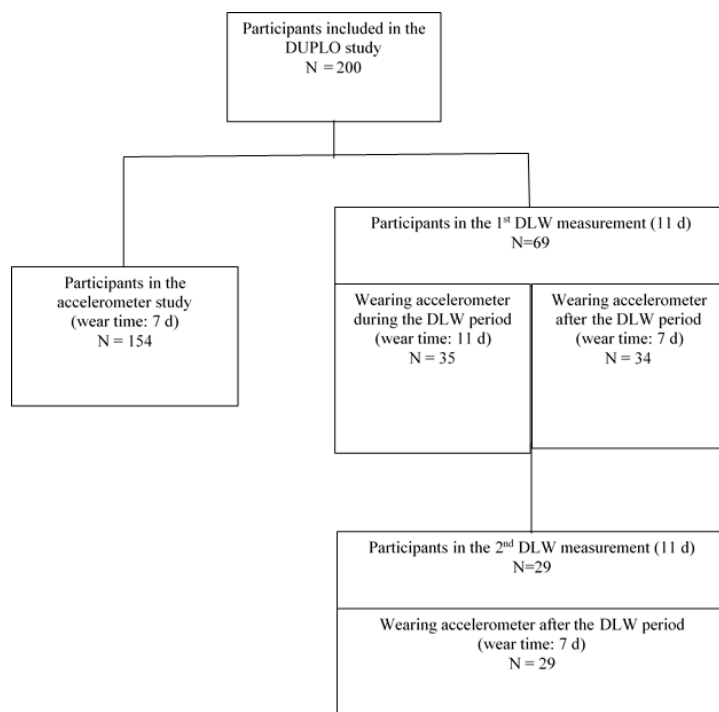 Participants included in the
DUPLO study
N = 200
Participants in the 1st DLW measurement (11 d)
N=69
Participants in the
accelerometer study
(wear time: 7 d)
N = 154
Wearing accelerometer
during the DLW period
(wear time: 11 d)
N = 35
Wearing accelerometer
after the DLW period
(wear time: 7 d)
N = 34
Participants in the 2nd DLW measurement (11 d)
N=29
Wearing accelerometer after the DLW period
(wear time: 7 d)
N = 29